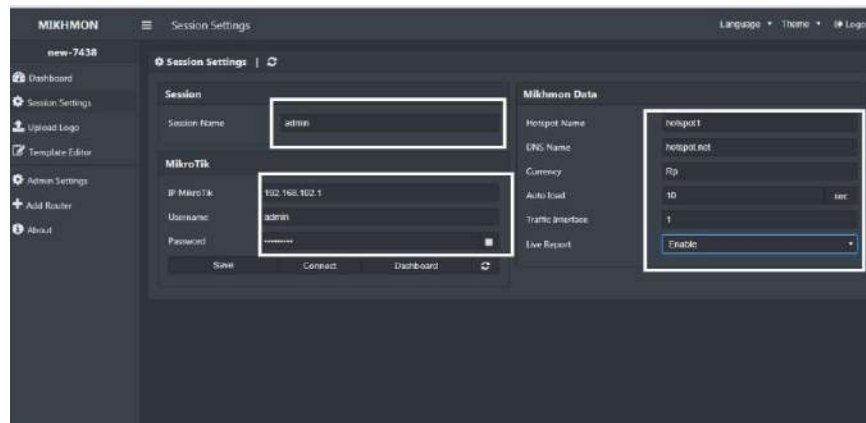 MIKHMON
Session Settings
Language
Theme
Logo
new-7438
Dashboard
Session Settings
Upload Logo
Template Editor
Admin Settings
Add Router
About
Session Settings |
Session
Session Name admin
MikroTik
IP MikroTik 192.168.102.1
Username admin
Password •••••••••
Save Connect Dashboard
Mikhmon Data
Hotspot Name hotspot1
DNS Name hotspot.net
Currency Rp
Auto load 10 sec
Traffic Interface 1
Live Report Enable